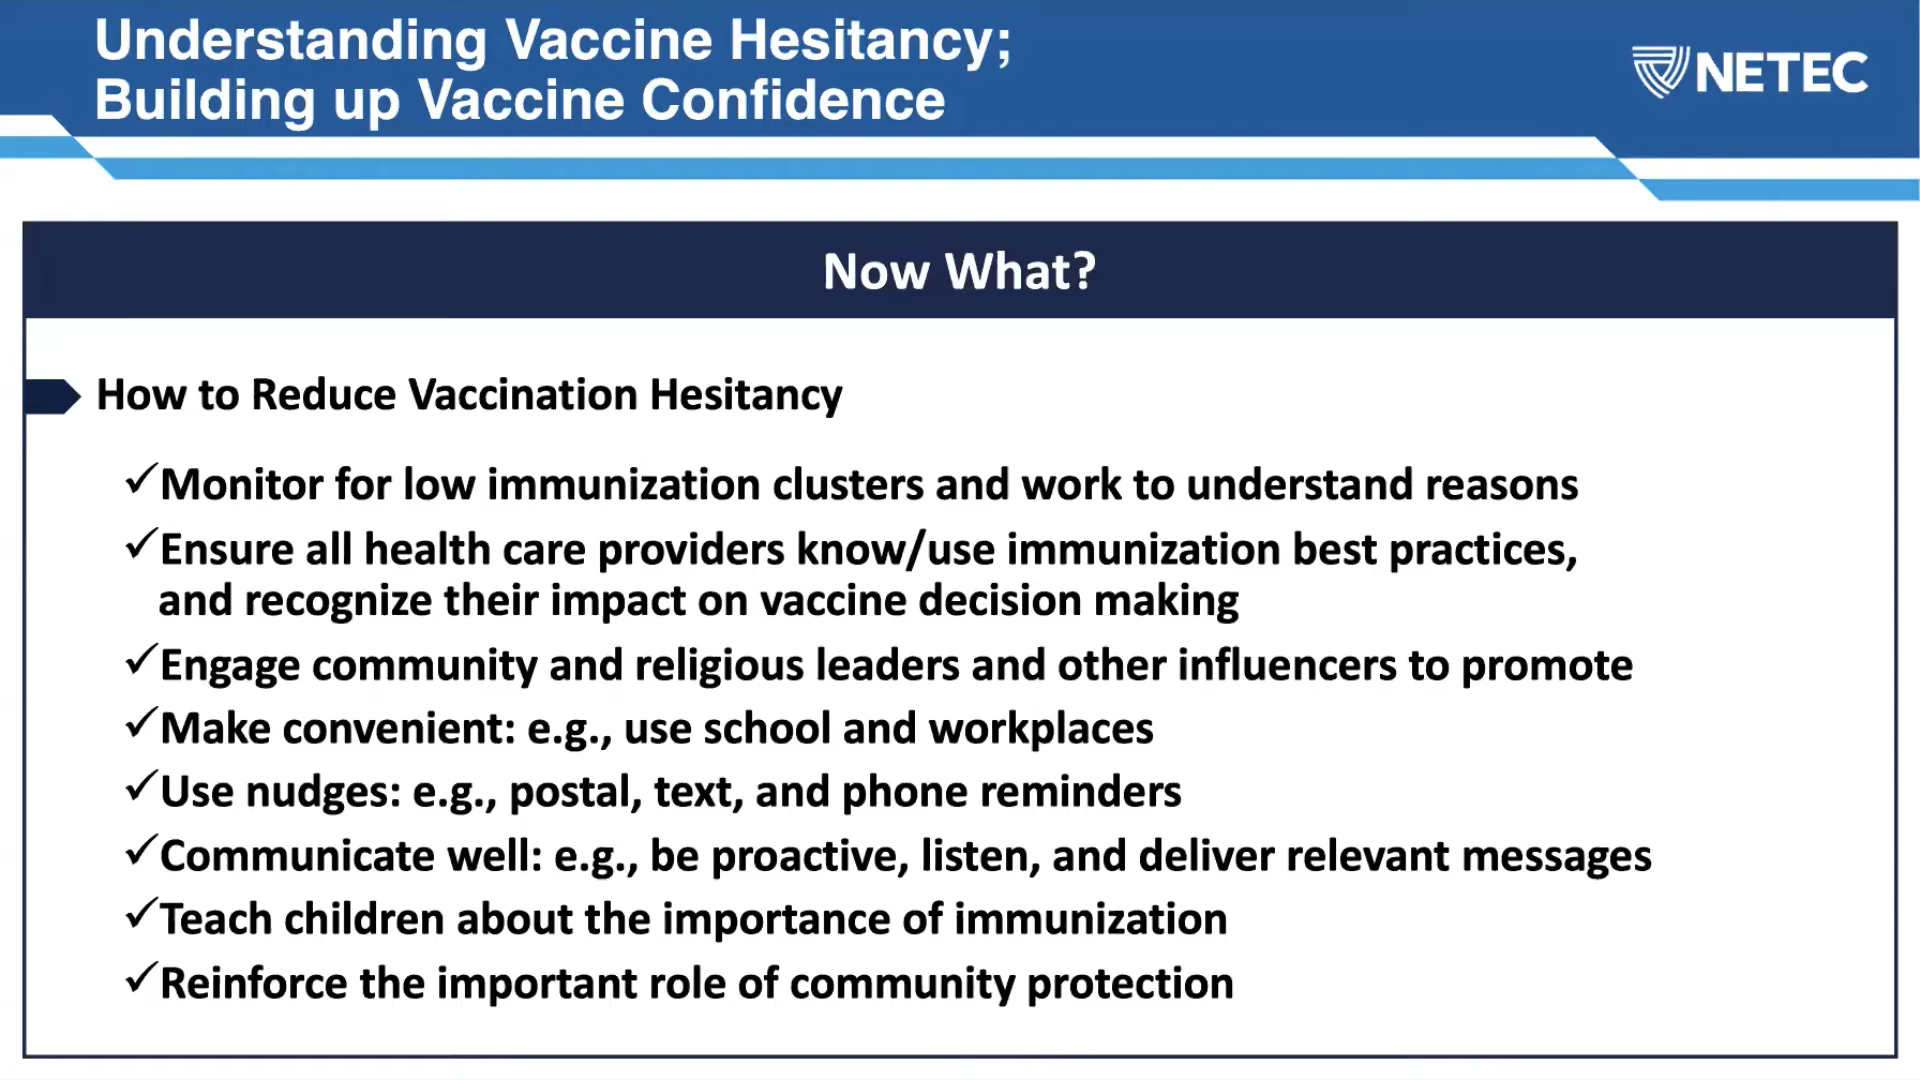 Understanding Vaccine Hesitancy;
Building up Vaccine Confidence
NETEC
Now What?
How to Reduce Vaccination Hesitancy
✓Monitor for low immunization clusters and work to understand reasons
✓Ensure all health care providers know/use immunization best practices,
and recognize their impact on vaccine decision making
✓Engage community and religious leaders and other influencers to promote
✓Make convenient: e.g., use school and workplaces
✓Use nudges: e.g., postal, text, and phone reminders
✓Communicate well: e.g., be proactive, listen, and deliver relevant messages
✓Teach children about the importance of immunization
✓Reinforce the important role of community protection